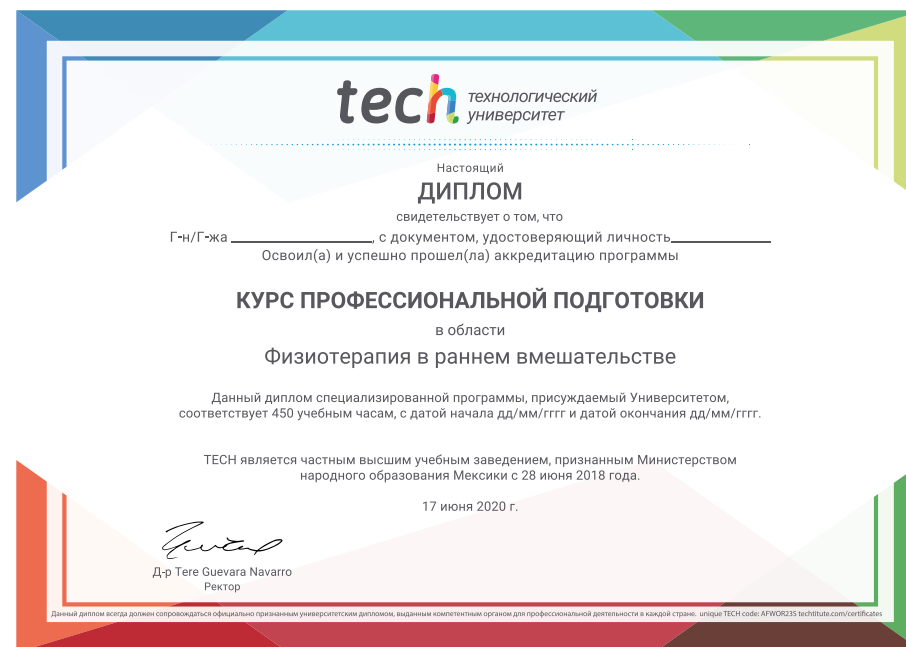 tech технологический
университет
Настоящий
ДИПЛОМ
свидетельствует о том, что
Г-н/Г-жа ____________________, с документом, удостоверяющий личность______________
Освоил(а) и успешно прошел(ла) аккредитацию программы
КУРС ПРОФЕССИОНАЛЬНОЙ ПОДГОТОВКИ
в области
Физиотерапия в раннем вмешательстве
Данный диплом специализированной программы, присуждаемый Университетом,
соответствует 450 учебным часам, с датой начала дд/мм/гггг и датой окончания дд/мм/гггг.
TECH является частным высшим учебным заведением, признанным Министерством
народного образования Мексики с 28 июня 2018 года.
17 июня 2020 г.
Д-р Tere Guevara Navarro
Ректор
Данный диплом всегда должен сопровождаться официально признанным университетским дипломом, выданным компетентным органом для профессиональной деятельности в каждой стране. unique TECH code: AFWOR235 techtitute.com/certificates